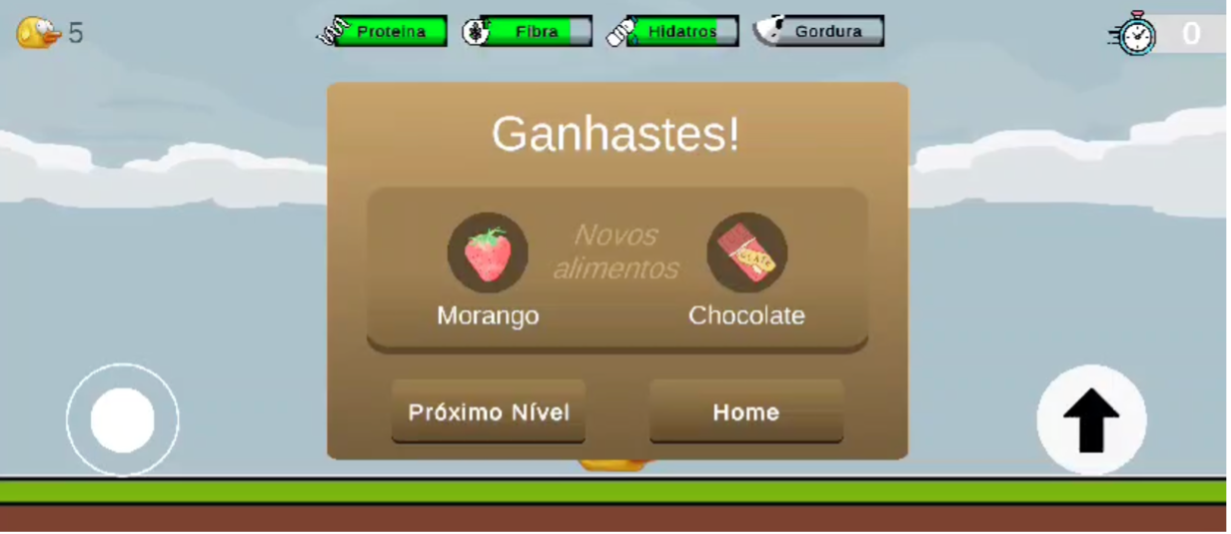 5
Proteina
Fibra
Hidatros
Gordura
0
Ganhastes!
Novos
alimentos
Morango
Chocolate
Próximo Nível
Home